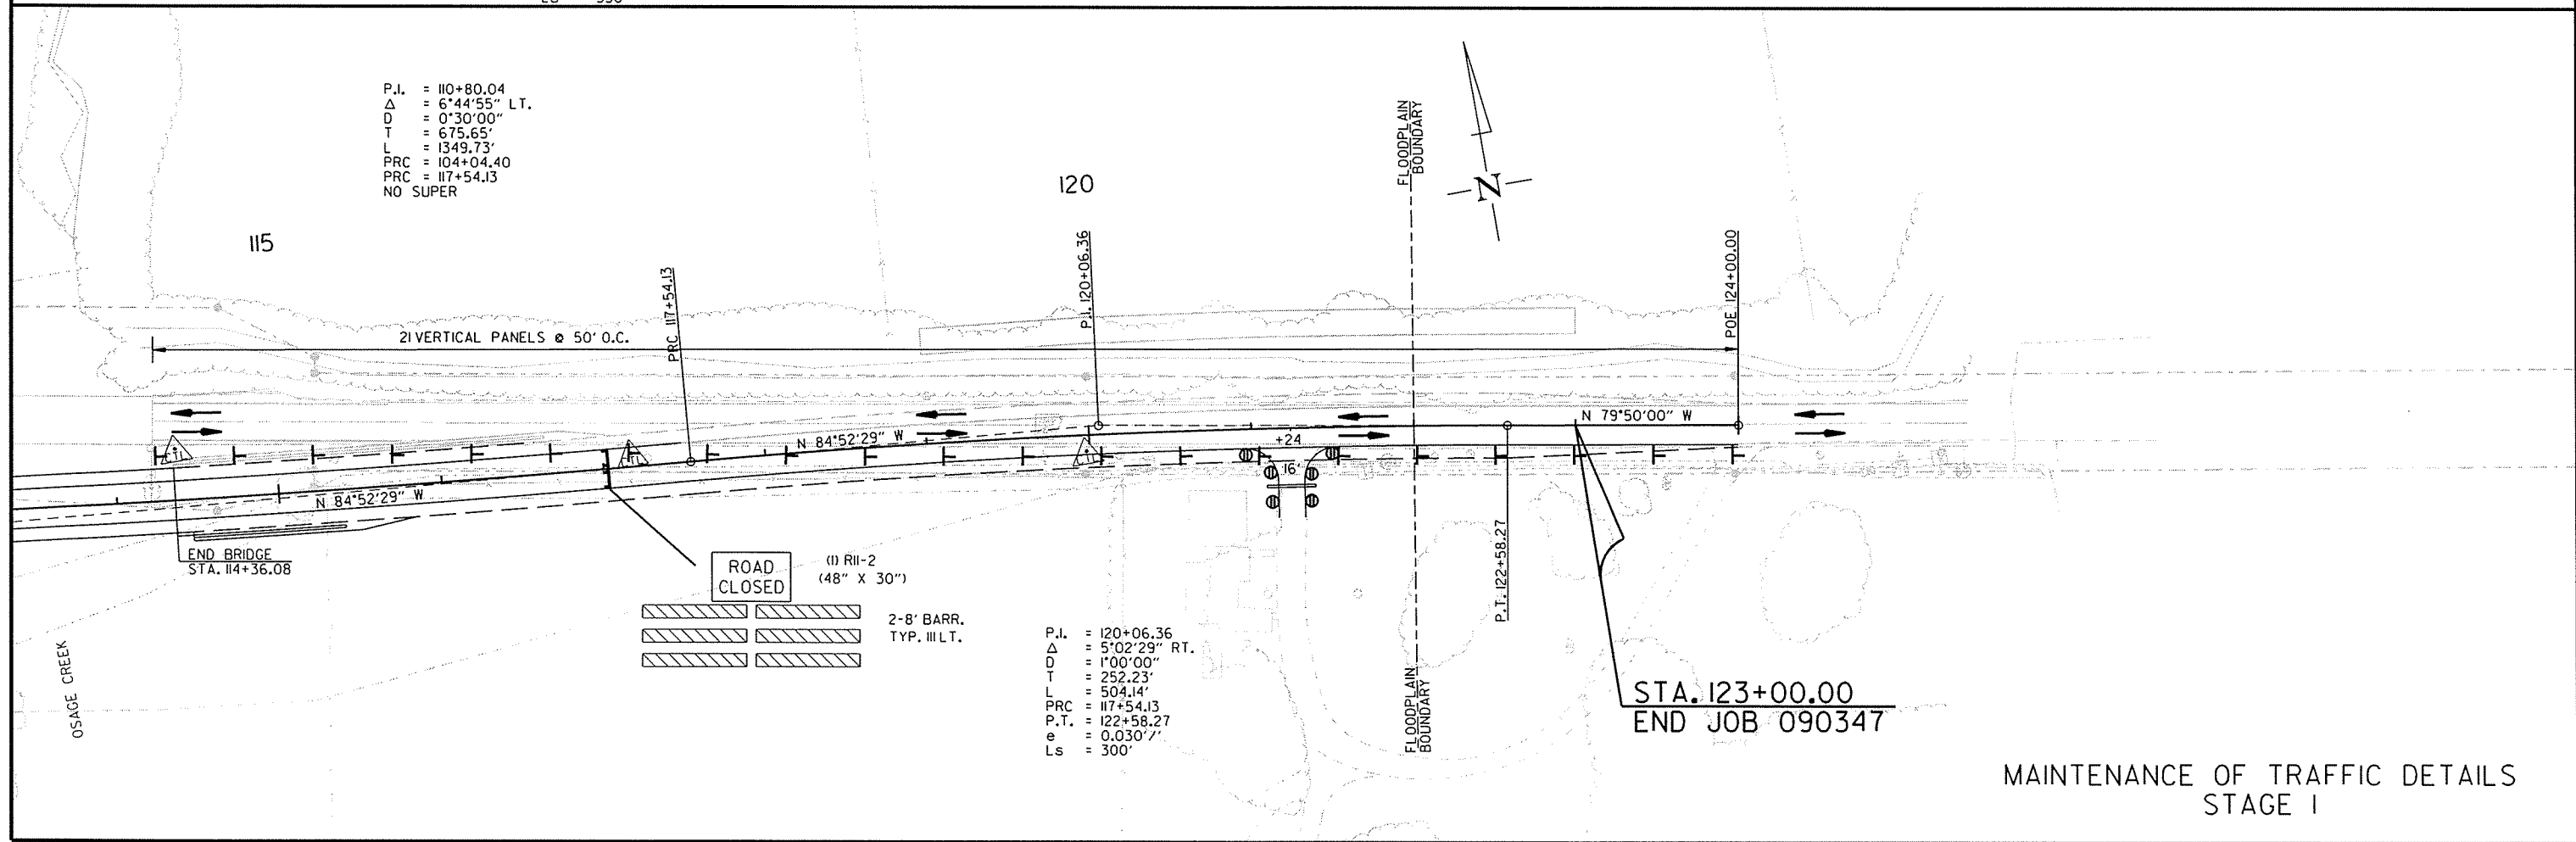 P.I. = 110+80.04
Δ = 6°44'55" LT.
D = 0°30'00"
T = 675.65'
L = 1349.73'
PRC = 104+04.40
PRC = 117+54.13
NO SUPER
115
120
FLOODPLAIN
BOUNDARY
N
PRC 117+54.13
P.I. 120+06.36
POE 124+00.00
21 VERTICAL PANELS @ 50' O.C.
N 84°52'29" W
N 79°50'00" W
+24
16'
N 84°52'29" W
END BRIDGE
STA. 114+36.08
P.T. 122+58.27
ROAD
CLOSED
(1) R11-2
(48" X 30")
2-8' BARR.
TYP. III LT.
P.I. = 120+06.36
Δ = 5°02'29" RT.
D = 1°00'00"
T = 252.23'
L = 504.14'
PRC = 117+54.13
P.T. = 122+58.27
e = 0.030'/'
Ls = 300'
OSAGE CREEK
FLOODPLAIN
BOUNDARY
STA. 123+00.00
END JOB 090347
MAINTENANCE OF TRAFFIC DETAILS
STAGE 1